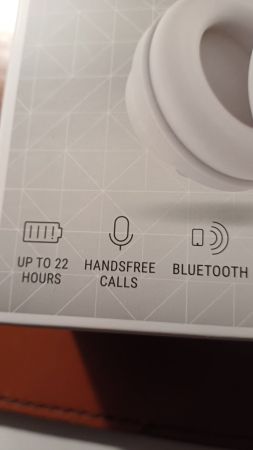 UP TO 22
HOURS
HANDSFREE
CALLS
BLUETOOTH